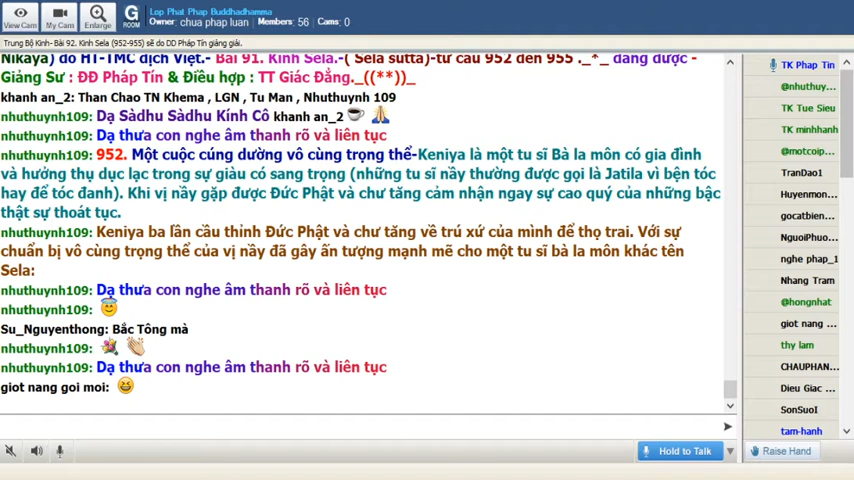 View Cam
My Cam
Enlarge
G
ROOM
Lop Phat Phap Buddhadhamma
Owner: chua phap luan Members: 56 Cams: 0
Trung Bộ Kinh- Bài 92. Kinh Sela (952-955) sẽ do DD Pháp Tín giảng giải.
Nikaya) do HT-TMC dịch Việt.- Bài 91. Kinh Sela.-( Sela sutta)-từ câu 952 đến 955 ._*_ đang được -
Giảng Sư : ĐĐ Pháp Tín & Điều hợp : TT Giác Đẳng._((**))_
khanh an_2: Than Chao TN Khema , LGN , Tu Man , Nhuthuynh 109
nhuthuynh109: Dạ Sàdhu Sàdhu Kính Cô khanh an_2
nhuthuynh109: Dạ thưa con nghe âm thanh rõ và liên tục
nhuthuynh109: 952. Một cuộc cúng dường vô cùng trọng thể-Keniya là một tu sĩ Bà la môn có gia đình
và hưởng thụ dục lạc trong sự giàu có sang trọng (những tu sĩ nầy thường được gọi là Jatila vì bện tóc
hay để tóc đanh). Khi vị nầy gặp được Đức Phật và chư tăng cảm nhận ngay sự cao quý của những bậc
thật sự thoát tục.
nhuthuynh109: Keniya ba lần cầu thỉnh Đức Phật và chư tăng về trú xứ của mình để thọ trai. Với sự
chuẩn bị vô cùng trọng thể của vị nầy đã gây ấn tượng mạnh mẽ cho một tu sĩ bà la môn khác tên
Sela:
nhuthuynh109: Dạ thưa con nghe âm thanh rõ và liên tục
nhuthuynh109:
Su_Nguyenthong: Bắc Tông mà
nhuthuynh109:
nhuthuynh109: Dạ thưa con nghe âm thanh rõ và liên tục
giot nang goi moi:
TK Phap Tin
@nhuthuy...
TK Tue Sieu
TK minhhanh
@motcoip...
TranDao1
Huyenmon...
gocatbien...
NguoiPhuo...
nghe phap_1
Nhang Tram
@hongnhat
giot nang ...
thy lam
CHAUPHAN...
Dieu Giac ...
SonSuoI
tam-hanh
Hold to Talk
Raise Hand